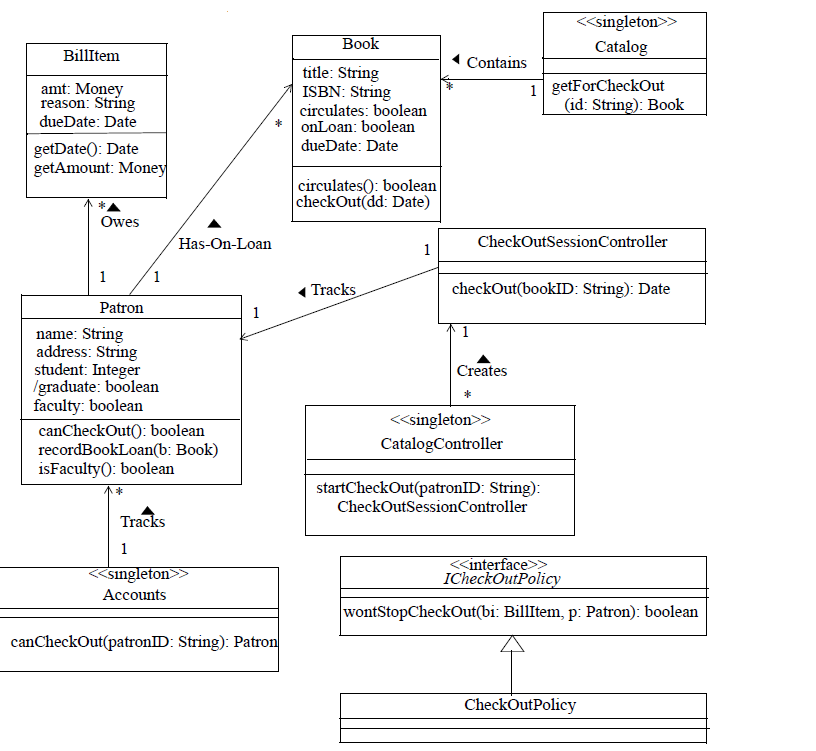 BillItem
amt: Money
reason: String
dueDate: Date
getDate(): Date
getAmount: Money
Book
title: String
ISBN: String
circulates: boolean
onLoan: boolean
dueDate: Date
circulates(): boolean
checkOut(dd: Date)
<<singleton>>
Catalog
getForCheckOut
(id: String): Book
Contains
*
1
*
Owes
1
*
Has-On-Loan
1
CheckOutSessionController
checkOut(bookID: String): Date
1
Tracks
1
Patron
name: String
address: String
student: Integer
/graduate: boolean
faculty: boolean
canCheckOut(): boolean
recordBookLoan(b: Book)
isFaculty(): boolean
1
Creates
*
<<singleton>>
CatalogController
startCheckOut(patronID: String):
CheckOutSessionController
*
Tracks
1
<<singleton>>
Accounts
canCheckOut(patronID: String): Patron
<<interface>>
ICheckOutPolicy
wontStopCheckOut(bi: BillItem, p: Patron): boolean
CheckOutPolicy